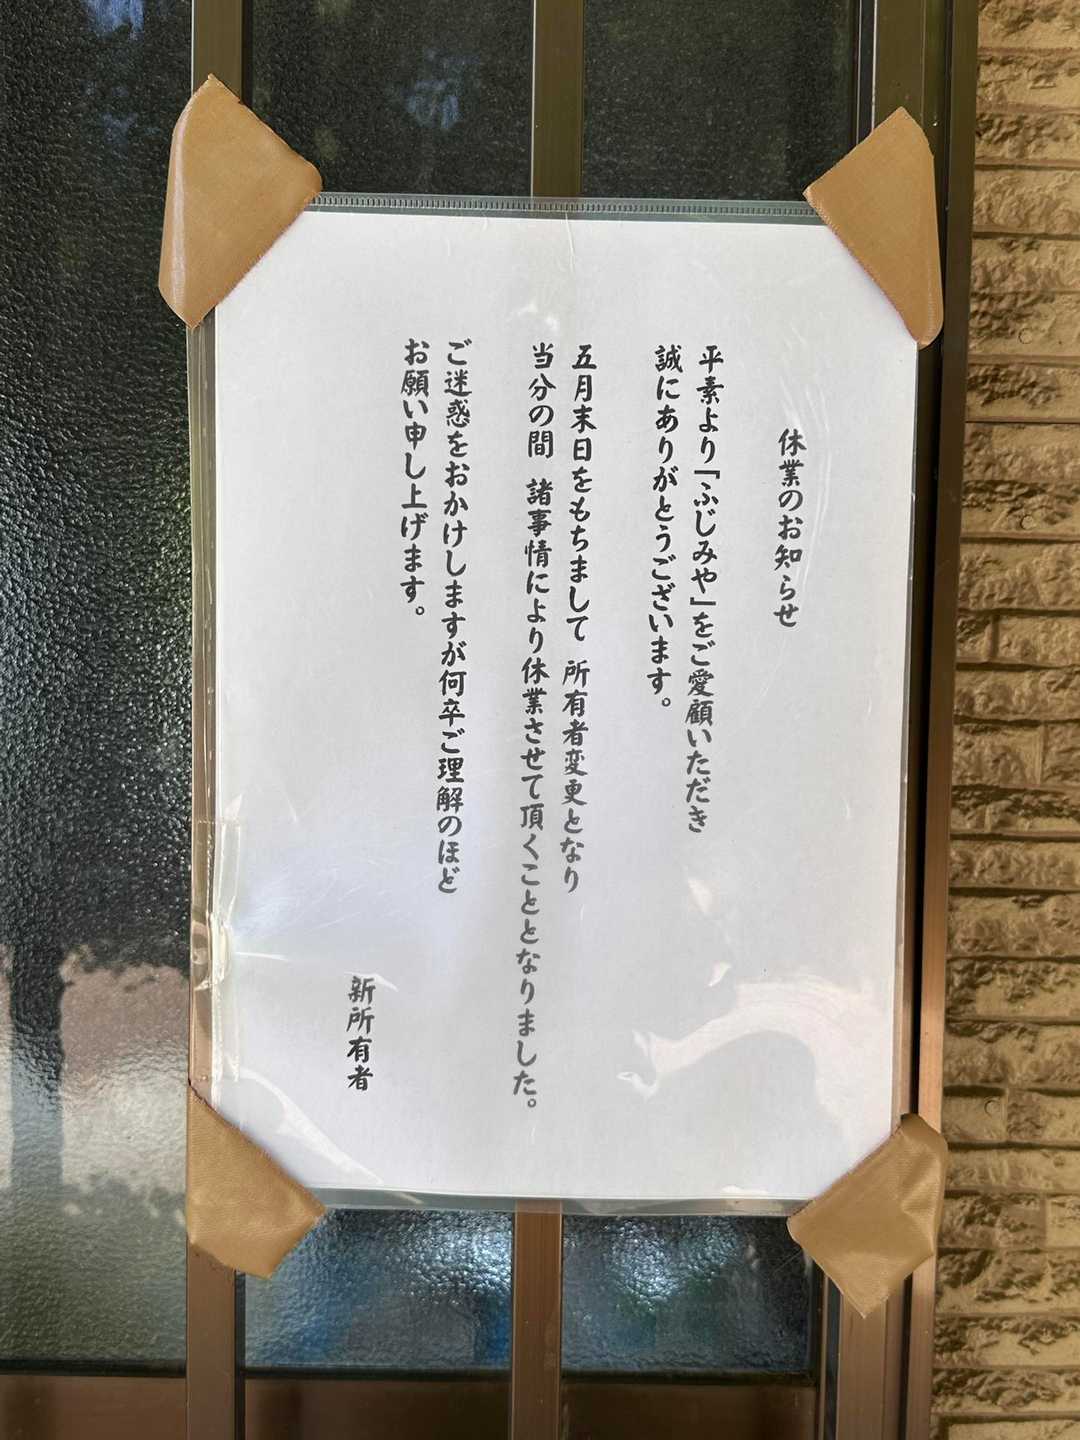 休業のお知らせ
平素より「ふじみや」をご愛顧いただき
誠にありがとうございます。
五月末日をもちまして 所有者変更となり
当分の間 諸事情により休業させて頂くこととなりました。
ご迷惑をおかけしますが何卒ご理解のほど
お願い申し上げます。
新所有者